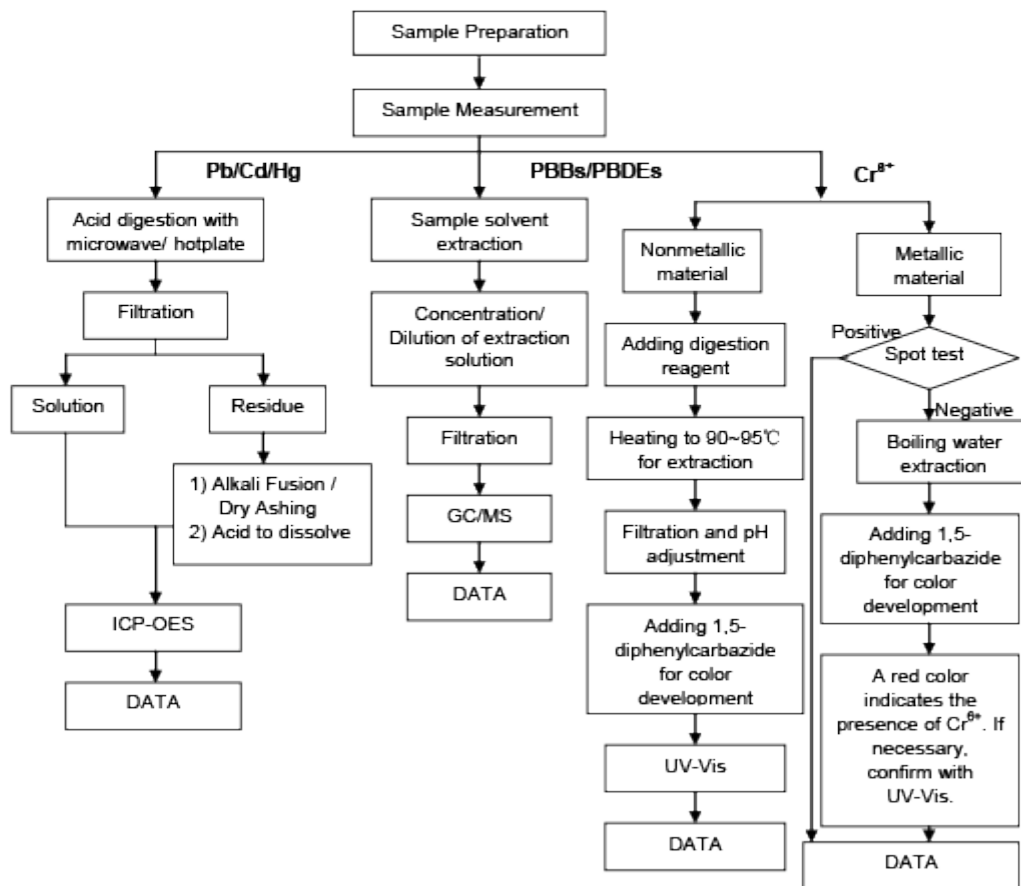 Sample Preparation
Sample Measurement
Pb/Cd/Hg
PBBs/PBDEs
Cr⁶⁺
Acid digestion with
microwave/ hotplate
Filtration
Solution
Residue
1) Alkali Fusion /
Dry Ashing
2) Acid to dissolve
ICP-OES
DATA
Sample solvent
extraction
Concentration/
Dilution of extraction
solution
Filtration
GC/MS
DATA
Nonmetallic
material
Adding digestion
reagent
Heating to 90~95℃
for extraction
Filtration and pH
adjustment
Adding 1,5-
diphenylcarbazide
for color
development
UV-Vis
DATA
Metallic
material
Positive
Spot test
Negative
Boiling water
extraction
Adding 1,5-
diphenylcarbazide
for color
development
A red color
indicates the
presence of Cr⁶⁺. If
necessary,
confirm with
UV-Vis.
DATA